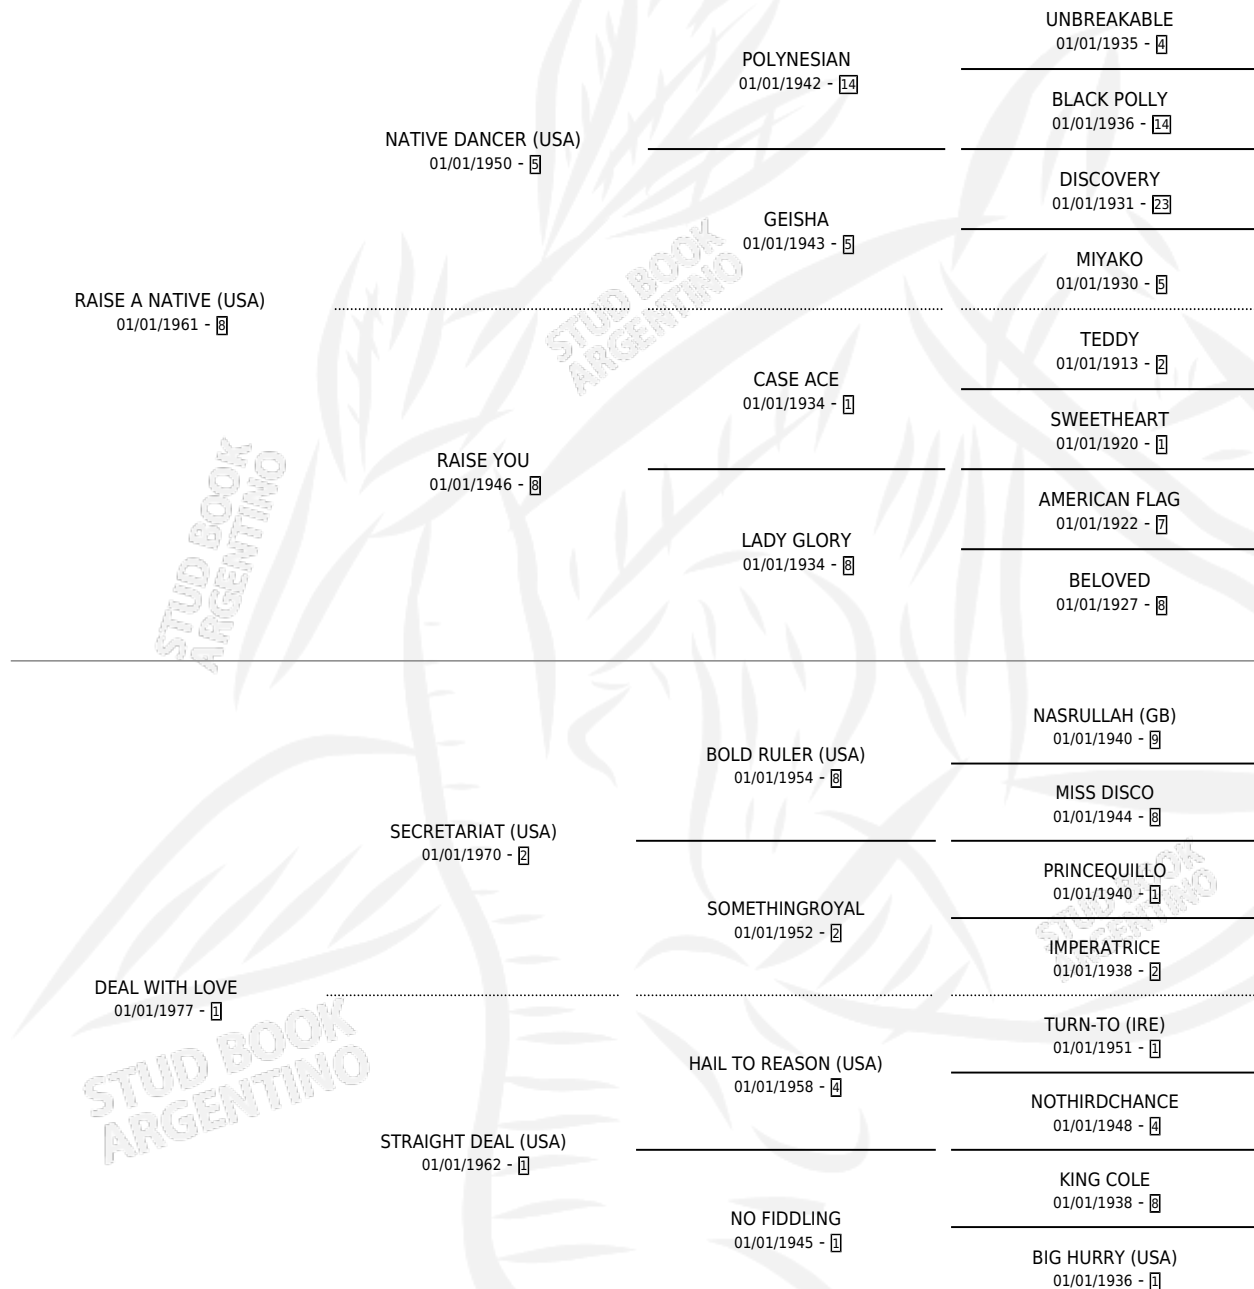 UNBREAKABLE
01/01/1935 - 4
POLYNESIAN
01/01/1942 - 14
BLACK POLLY
01/01/1936 - 14
NATIVE DANCER (USA)
01/01/1950 - 5
DISCOVERY
01/01/1931 - 23
GEISHA
01/01/1943 - 5
MIYAKO
01/01/1930 - 5
RAISE A NATIVE (USA)
01/01/1961 - 8
STUD BOOK
ARGENTINO
TEDDY
01/01/1913 - 2
CASE ACE
01/01/1934 - 1
SWEETHEART
01/01/1920 - 1
RAISE YOU
01/01/1946 - 8
AMERICAN FLAG
01/01/1922 - 7
LADY GLORY
01/01/1934 - 8
BELOVED
01/01/1927 - 8
STUD BOOK
ARGENTINO
NASRULLAH (GB)
01/01/1940 - 9
BOLD RULER (USA)
01/01/1954 - 8
MISS DISCO
01/01/1944 - 8
SECRETARIAT (USA)
01/01/1970 - 2
PRINCEQUILLO
01/01/1940 - 1
SOMETHINGROYAL
01/01/1952 - 2
STUD BOOK
ARGENTINO
IMPERATRICE
01/01/1938 - 2
DEAL WITH LOVE
01/01/1977 - 1
STUD BOOK
ARGENTINO
TURN-TO (IRE)
01/01/1951 - 1
HAIL TO REASON (USA)
01/01/1958 - 4
NOTHIRDCHANCE
01/01/1948 - 4
STRAIGHT DEAL (USA)
01/01/1962 - 1
KING COLE
01/01/1938 - 8
NO FIDDLING
01/01/1945 - 1
BIG HURRY (USA)
01/01/1936 - 1